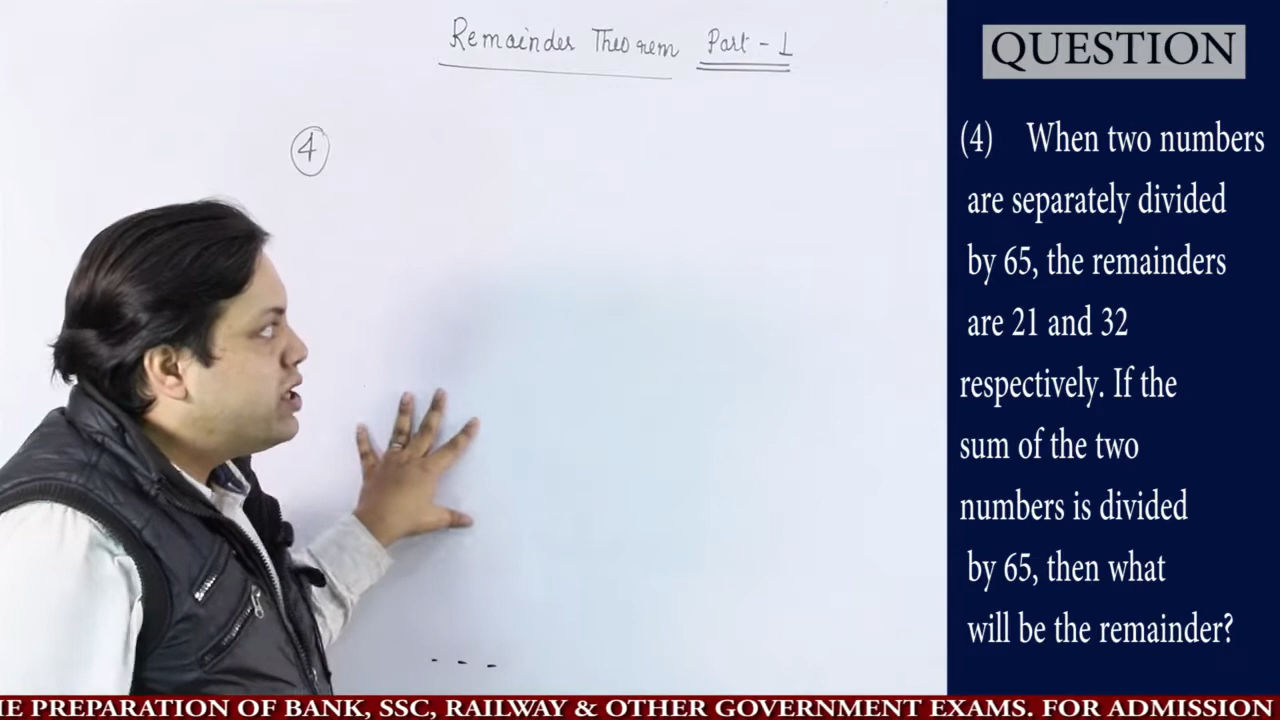 Remainder Theorem Part - 1
4
QUESTION
(4) When two numbers
are separately divided
by 65, the remainders
are 21 and 32
respectively. If the
sum of the two
numbers is divided
by 65, then what
will be the remainder?
HE PREPARATION OF BANK, SSC, RAILWAY & OTHER GOVERNMENT EXAMS. FOR ADMISSION